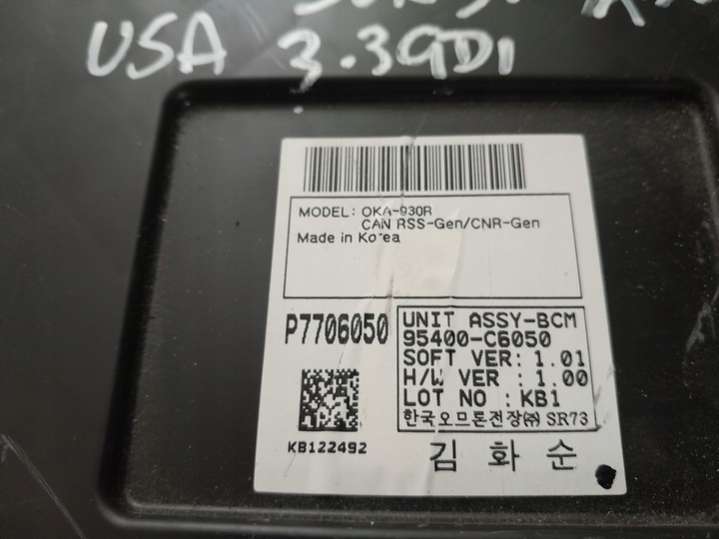 USA 3.3GDI
MODEL: OKA-930R
CAN RSS-Gen/CNR-Gen
Made in Korea
P7706050
UNIT ASSY-BCM
95400-C6050
SOFT VER: 1.01
H/W VER : 1.00
LOT NO : KB1
한국오므론전장㈜ SR73
KB122492
김 화 순